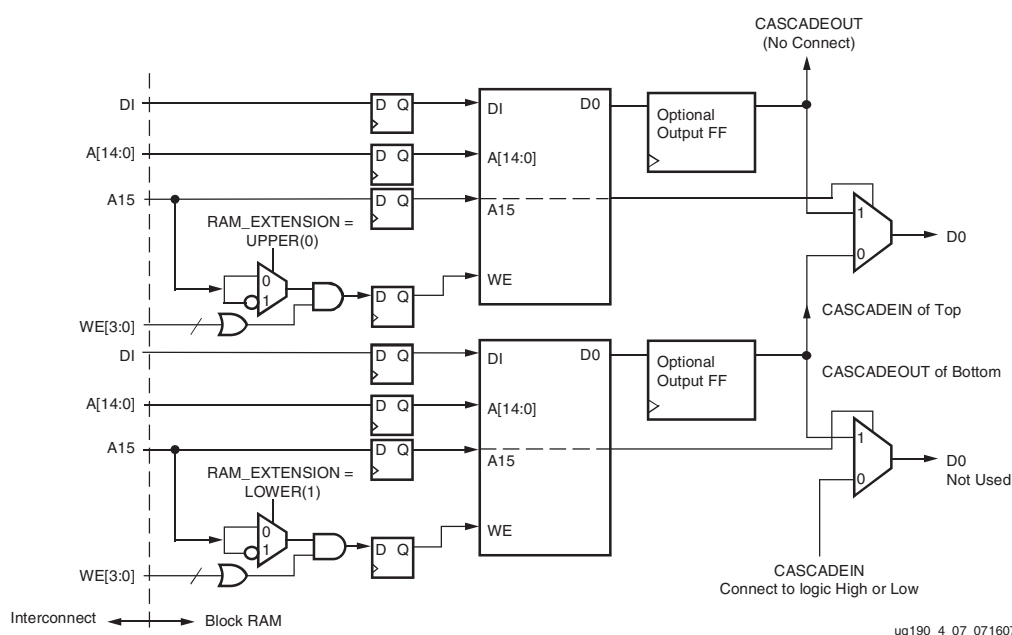 CASCADEOUT
(No Connect)
DI
D Q
DI
D0
Optional
Output FF
A[14:0]
D Q
A[14:0]
A15
D Q
A15
1
0
D0
RAM_EXTENSION =
UPPER(0)
0
1
WE
D Q
WE[3:0]
CASCADEIN of Top
DI
D Q
DI
D0
Optional
Output FF
CASCADEOUT of Bottom
A[14:0]
D Q
A[14:0]
A15
D Q
A15
1
0
D0
Not Used
RAM_EXTENSION =
LOWER(1)
0
1
WE
D Q
WE[3:0]
CASCADEIN
Connect to logic High or Low
Interconnect
Block RAM
ug190_4_07_071607